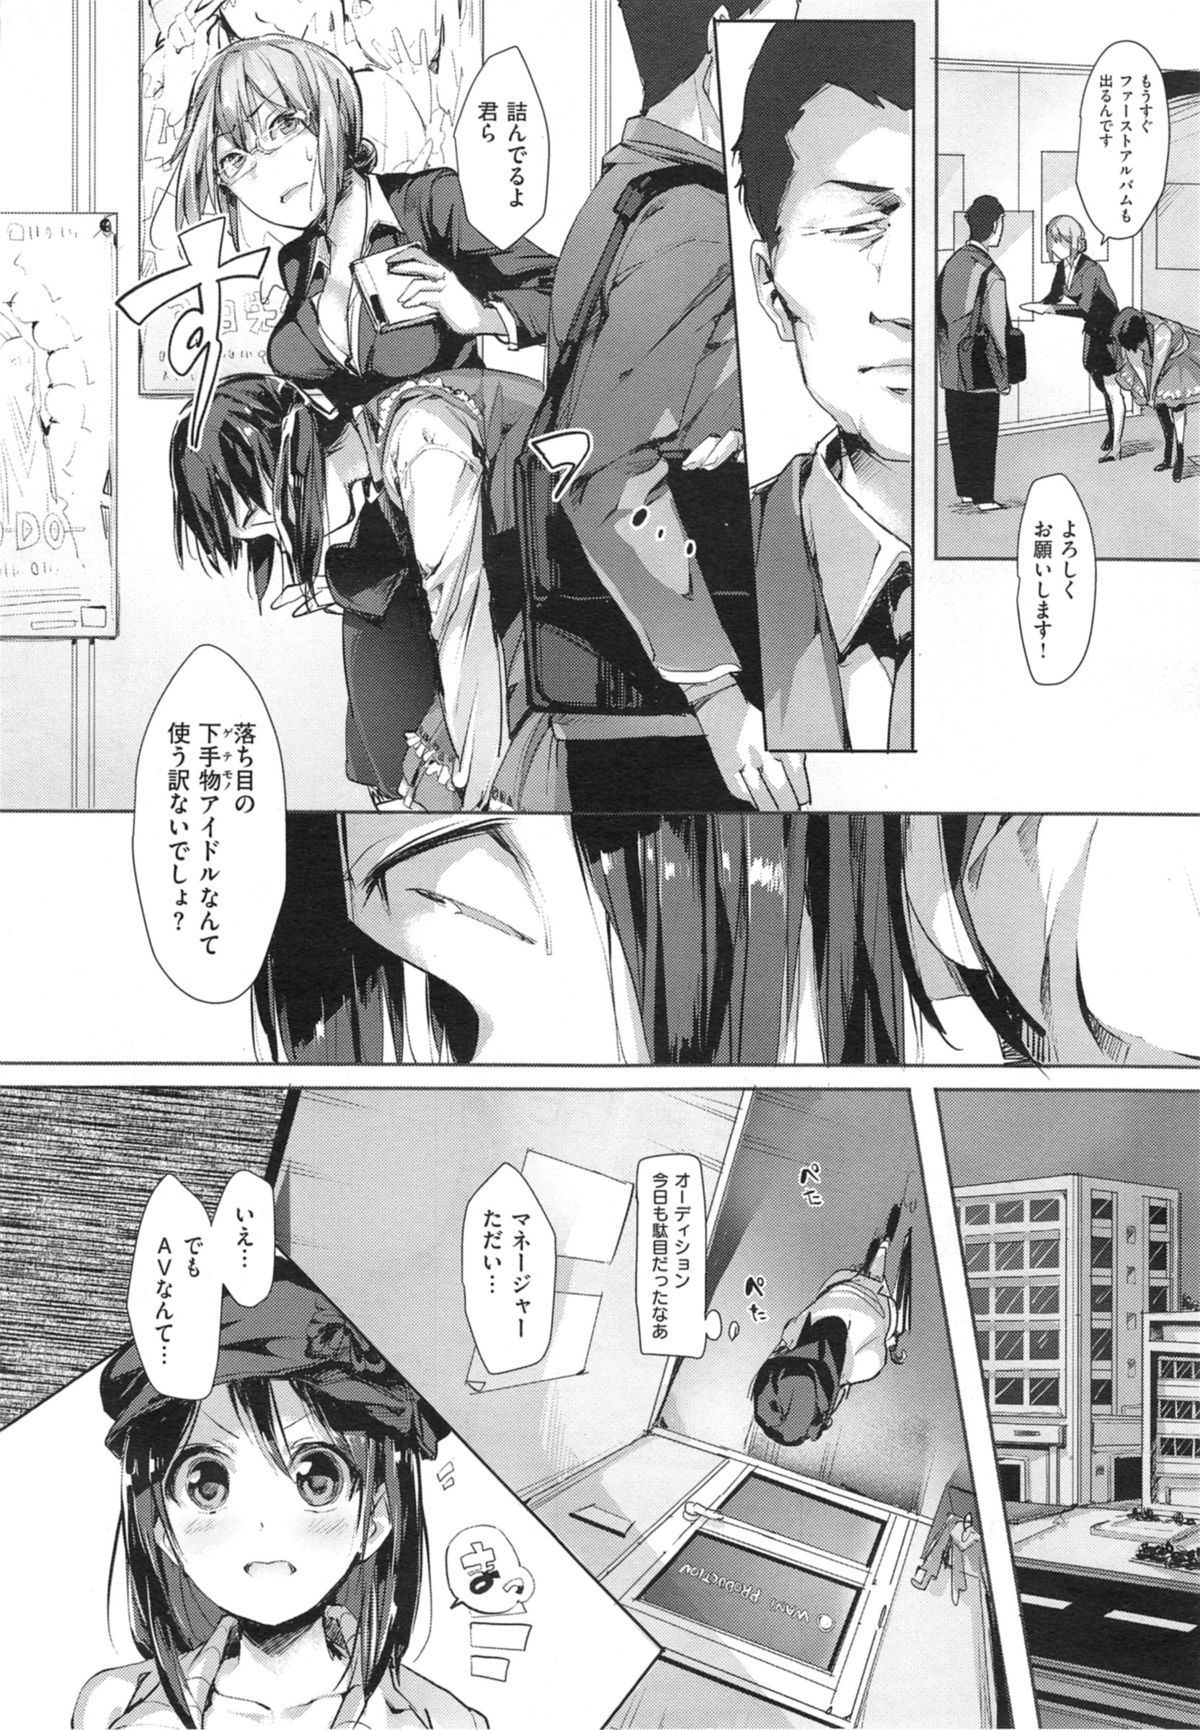 もうすぐ
ファーストアルバムも
出るんです
よろしく
お願いします!
詰んでるよ
君ら
すっ
落ち目の
下手物アイドルなんて
ゲテモノ
使う訳ないでしょ?
DO
オーディション
今日も駄目だったなあ
ぺた
ぺた
WANI PRODUCTION
マネージャー
ただい…
いえ…
でも
AVなんて…
まっ